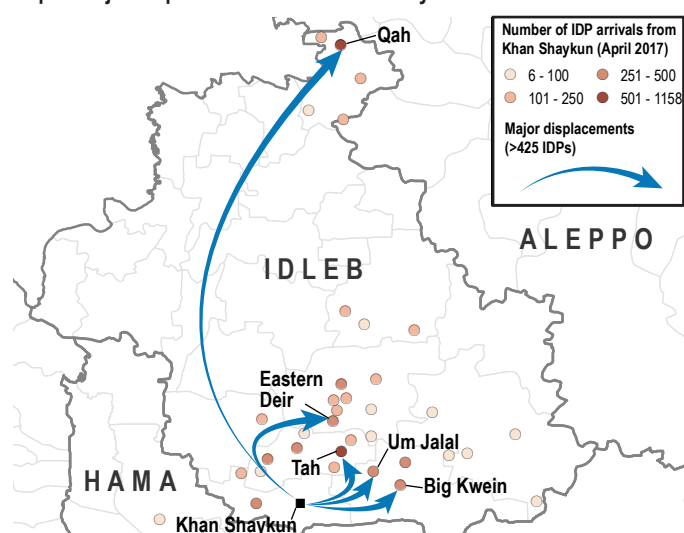 Qah
Number of IDP arrivals from
Khan Shaykun (April 2017)
6 - 100
251 - 500
101 - 250
501 - 1158
Major displacements
(>425 IDPs)
ALEPPO
IDLEB
Eastern
Deir
Um Jalal
Tah
HAMA
Big Kwein
Khan Shaykun